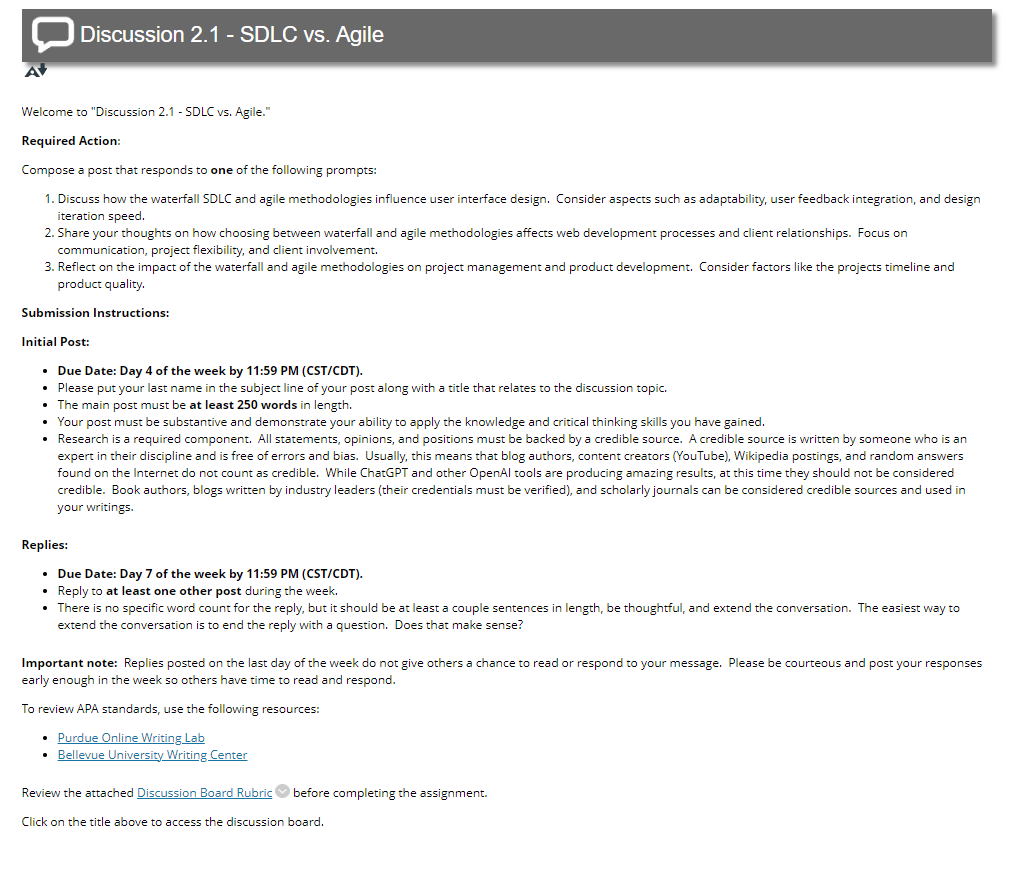 Discussion 2.1 - SDLC vs. Agile
A
Welcome to "Discussion 2.1 - SDLC vs. Agile."
Required Action:
Compose a post that responds to one of the following prompts:
1. Discuss how the waterfall SDLC and agile methodologies influence user interface design.  Consider aspects such as adaptability, user feedback integration, and design
iteration speed.
2. Share your thoughts on how choosing between waterfall and agile methodologies affects web development processes and client relationships.  Focus on
communication, project flexibility, and client involvement.
3. Reflect on the impact of the waterfall and agile methodologies on project management and product development.  Consider factors like the projects timeline and
product quality.
Submission Instructions:
Initial Post:
• Due Date: Day 4 of the week by 11:59 PM (CST/CDT).
• Please put your last name in the subject line of your post along with a title that relates to the discussion topic.
• The main post must be at least 250 words in length.
• Your post must be substantive and demonstrate your ability to apply the knowledge and critical thinking skills you have gained.
• Research is a required component.  All statements, opinions, and positions must be backed by a credible source.  A credible source is written by someone who is an
expert in their discipline and is free of errors and bias.  Usually, this means that blog authors, content creators (YouTube), Wikipedia postings, and random answers
found on the Internet do not count as credible.  While ChatGPT and other OpenAI tools are producing amazing results, at this time they should not be considered
credible.  Book authors, blogs written by industry leaders (their credentials must be verified), and scholarly journals can be considered credible sources and used in
your writings.
Replies:
• Due Date: Day 7 of the week by 11:59 PM (CST/CDT).
• Reply to at least one other post during the week.
• There is no specific word count for the reply, but it should be at least a couple sentences in length, be thoughtful, and extend the conversation.  The easiest way to
extend the conversation is to end the reply with a question.  Does that make sense?
Important note:  Replies posted on the last day of the week do not give others a chance to read or respond to your message.  Please be courteous and post your responses
early enough in the week so others have time to read and respond.
To review APA standards, use the following resources:
• Purdue Online Writing Lab
• Bellevue University Writing Center
Review the attached Discussion Board Rubric before completing the assignment.
Click on the title above to access the discussion board.